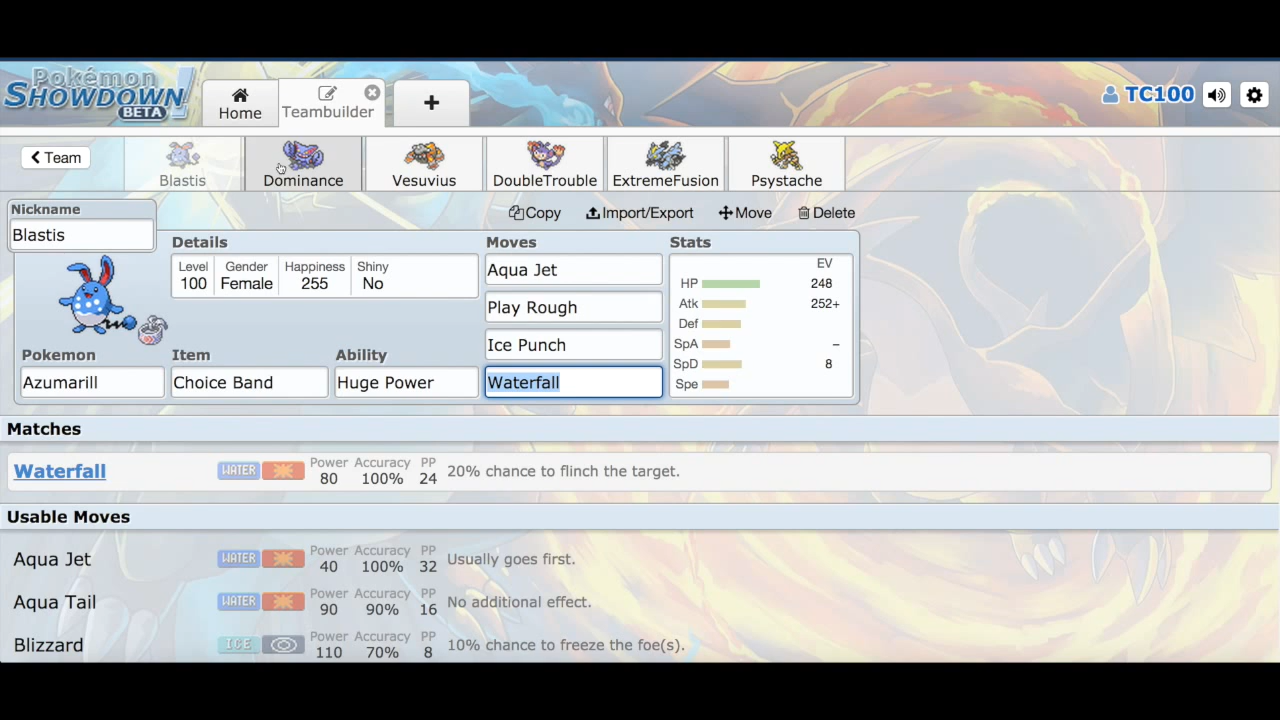 Pokémon
SHOWDOWN!
BETA
Home
Teambuilder
TC100
Team
Blastis
Dominance
Vesuvius
DoubleTrouble
ExtremeFusion
Psystache
Copy
Import/Export
Move
Delete
Nickname
Blastis
Details
Level
100
Gender
Female
Happiness
255
Shiny
No
Pokemon
Azumarill
Item
Choice Band
Ability
Huge Power
Moves
Aqua Jet
Play Rough
Ice Punch
Waterfall
Stats
EV
HP 248
Atk 252+
Def
SpA –
SpD 8
Spe
Matches
Waterfall WATER Power 80 Accuracy 100% PP 24 20% chance to flinch the target.
Usable Moves
Aqua Jet WATER Power 40 Accuracy 100% PP 32 Usually goes first.
Aqua Tail WATER Power 90 Accuracy 90% PP 16 No additional effect.
Blizzard ICE Power 110 Accuracy 70% PP 8 10% chance to freeze the foe(s).